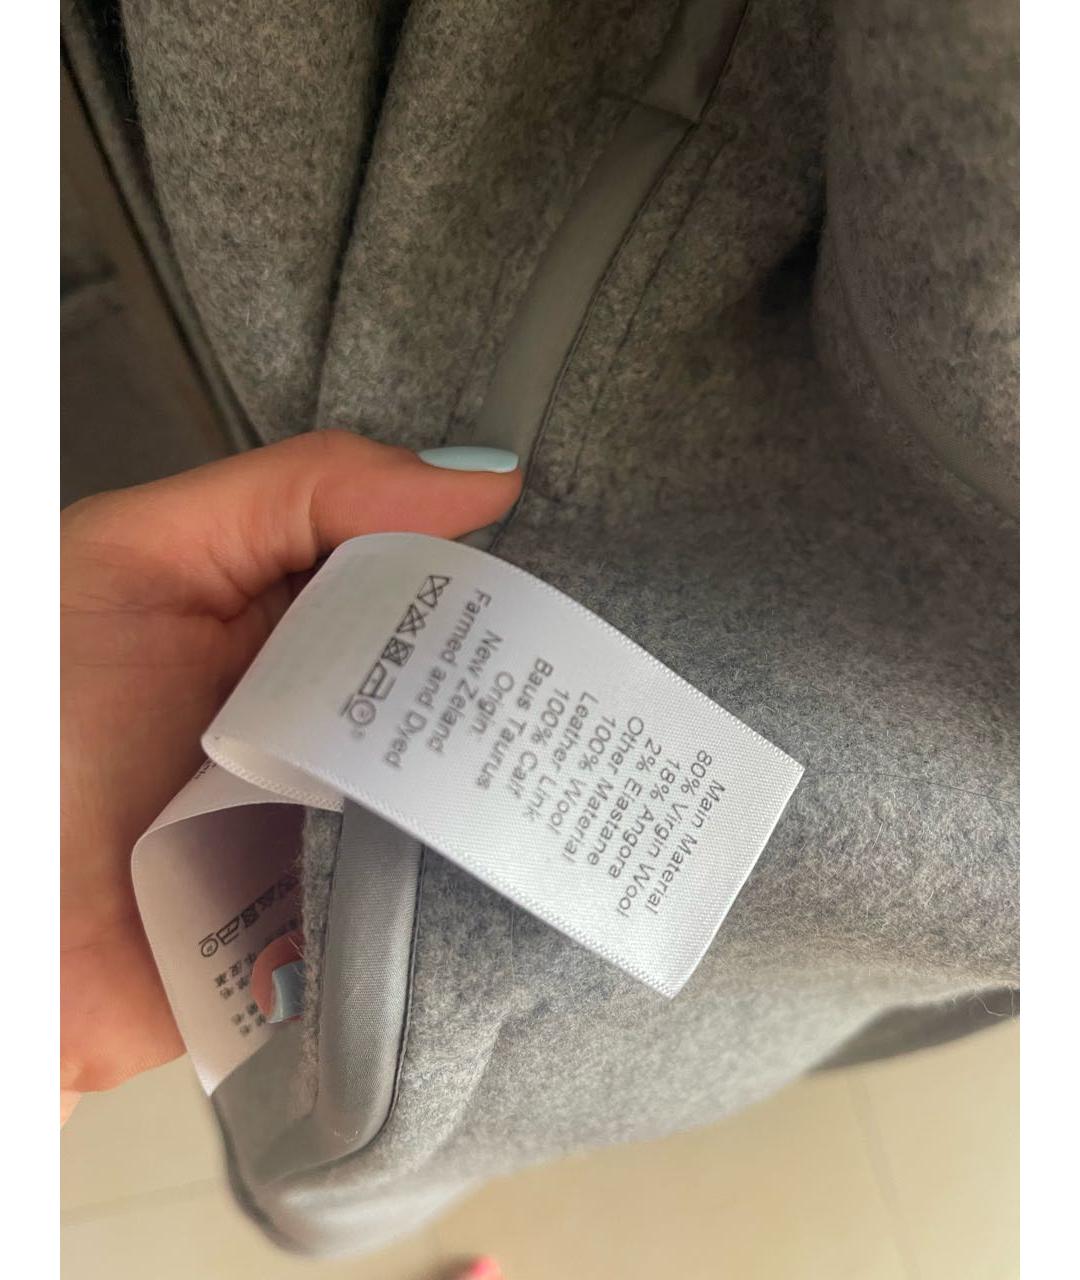 Main Material
80% Virgin Wool
18% Angora
2% Elastane
Other Material
100% Wool
Leather Link
100% Calf
Baus Taurus
Origin:
New Zeland
Farmed and Dyed